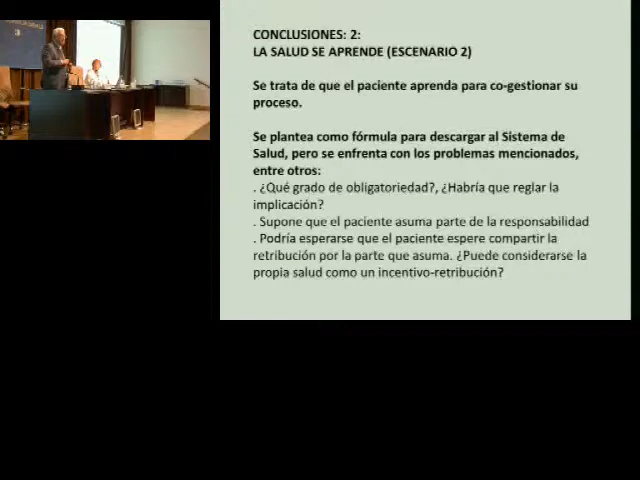 CONCLUSIONES: 2:
LA SALUD SE APRENDE (ESCENARIO 2)
Se trata de que el paciente aprenda para co-gestionar su
proceso.
Se plantea como fórmula para descargar al Sistema de
Salud, pero se enfrenta con los problemas mencionados,
entre otros:
. ¿Qué grado de obligatoriedad?, ¿Habría que reglar la
implicación?
. Supone que el paciente asuma parte de la responsabilidad
. Podría esperarse que el paciente espere compartir la
retribución por la parte que asuma. ¿Puede considerarse la
propia salud como un incentivo-retribución?